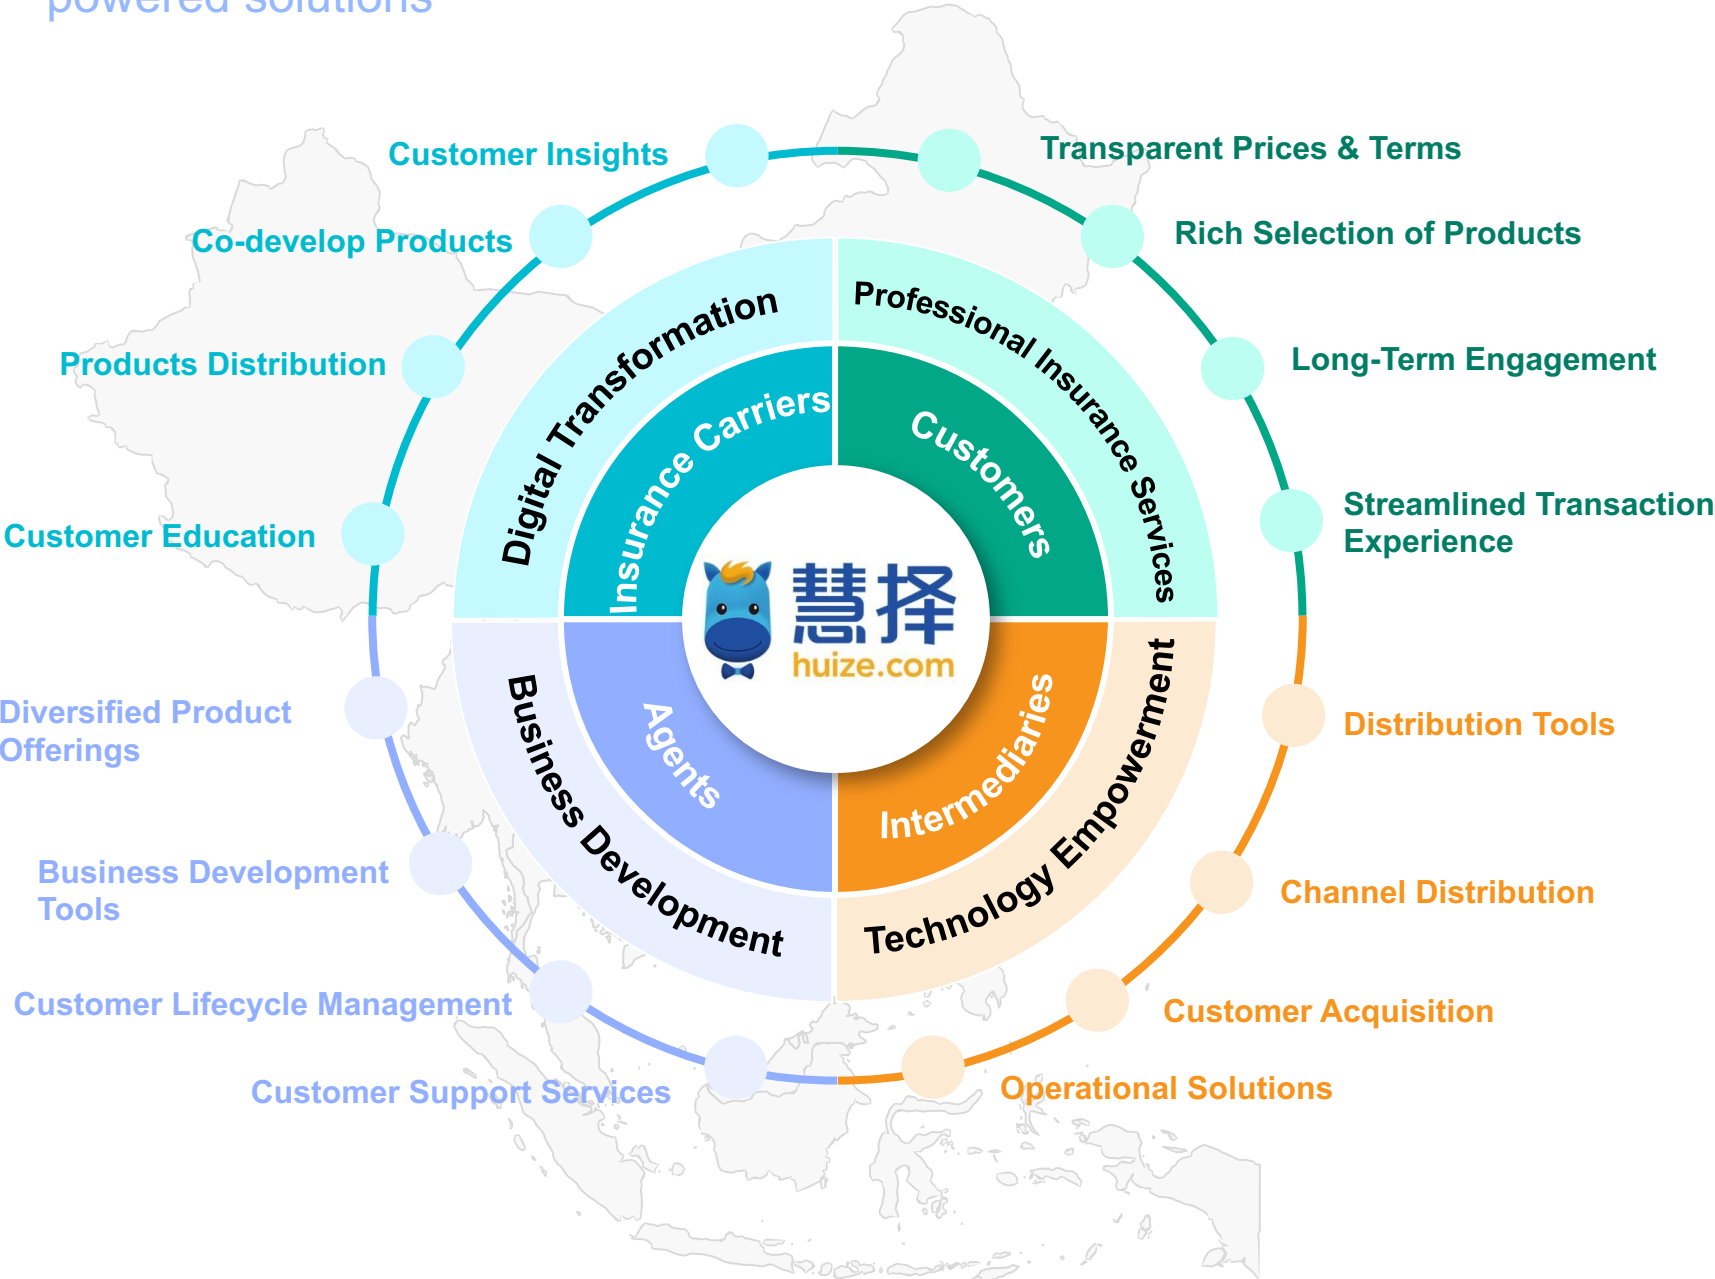 powered solutions
Customer Insights
Co-develop Products
Products Distribution
Customer Education
Transparent Prices & Terms
Rich Selection of Products
Long-Term Engagement
Streamlined Transaction
Experience
Digital Transformation
Insurance Carriers
Professional Insurance Services
Customers
慧择
huize.com
Business Development
Agents
Technology Empowerment
Intermediaries
Diversified Product
Offerings
Business Development
Tools
Customer Lifecycle Management
Customer Support Services
Distribution Tools
Channel Distribution
Customer Acquisition
Operational Solutions